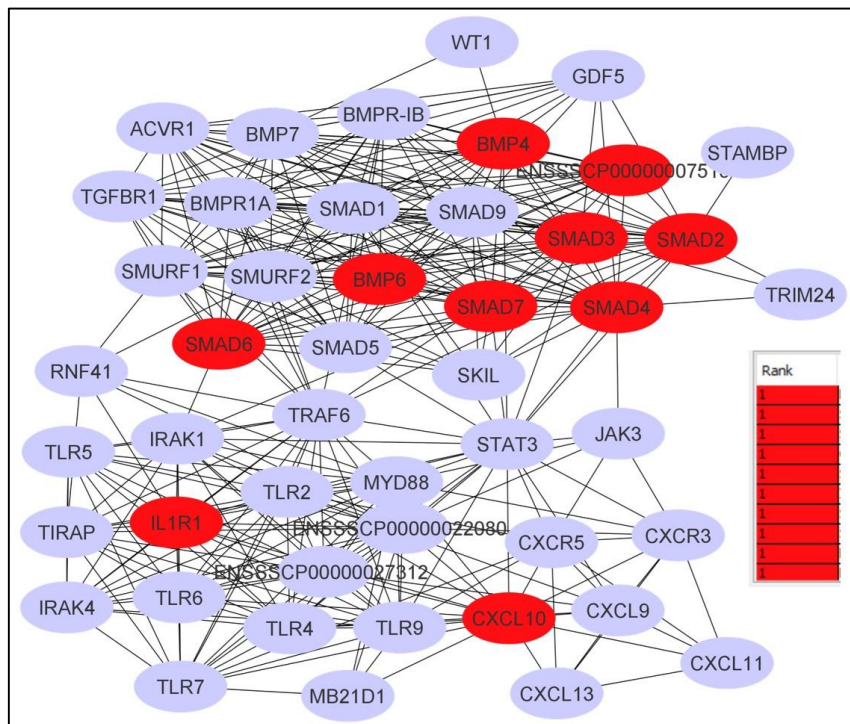 WT1
GDF5
BMPR-IB
ACVR1
BMP7
BMP4
STAMBP
TGFBR1
BMPR1A
SMAD1
SMAD9
SMAD3
SMAD2
SMURF1
SMURF2
BMP6
TRIM24
SMAD7
SMAD4
SMAD6
SMAD5
RNF41
SKIL
Rank
1
1
1
1
1
1
1
1
1
1
TRAF6
TLR5
IRAK1
STAT3
JAK3
TLR2
MYD88
TIRAP
IL1R1
ENSSSCP00000022080
CXCR5
CXCR3
ENSSSCP00000027312
IRAK4
TLR6
TLR4
TLR9
CXCL10
CXCL9
TLR7
MB21D1
CXCL13
CXCL11